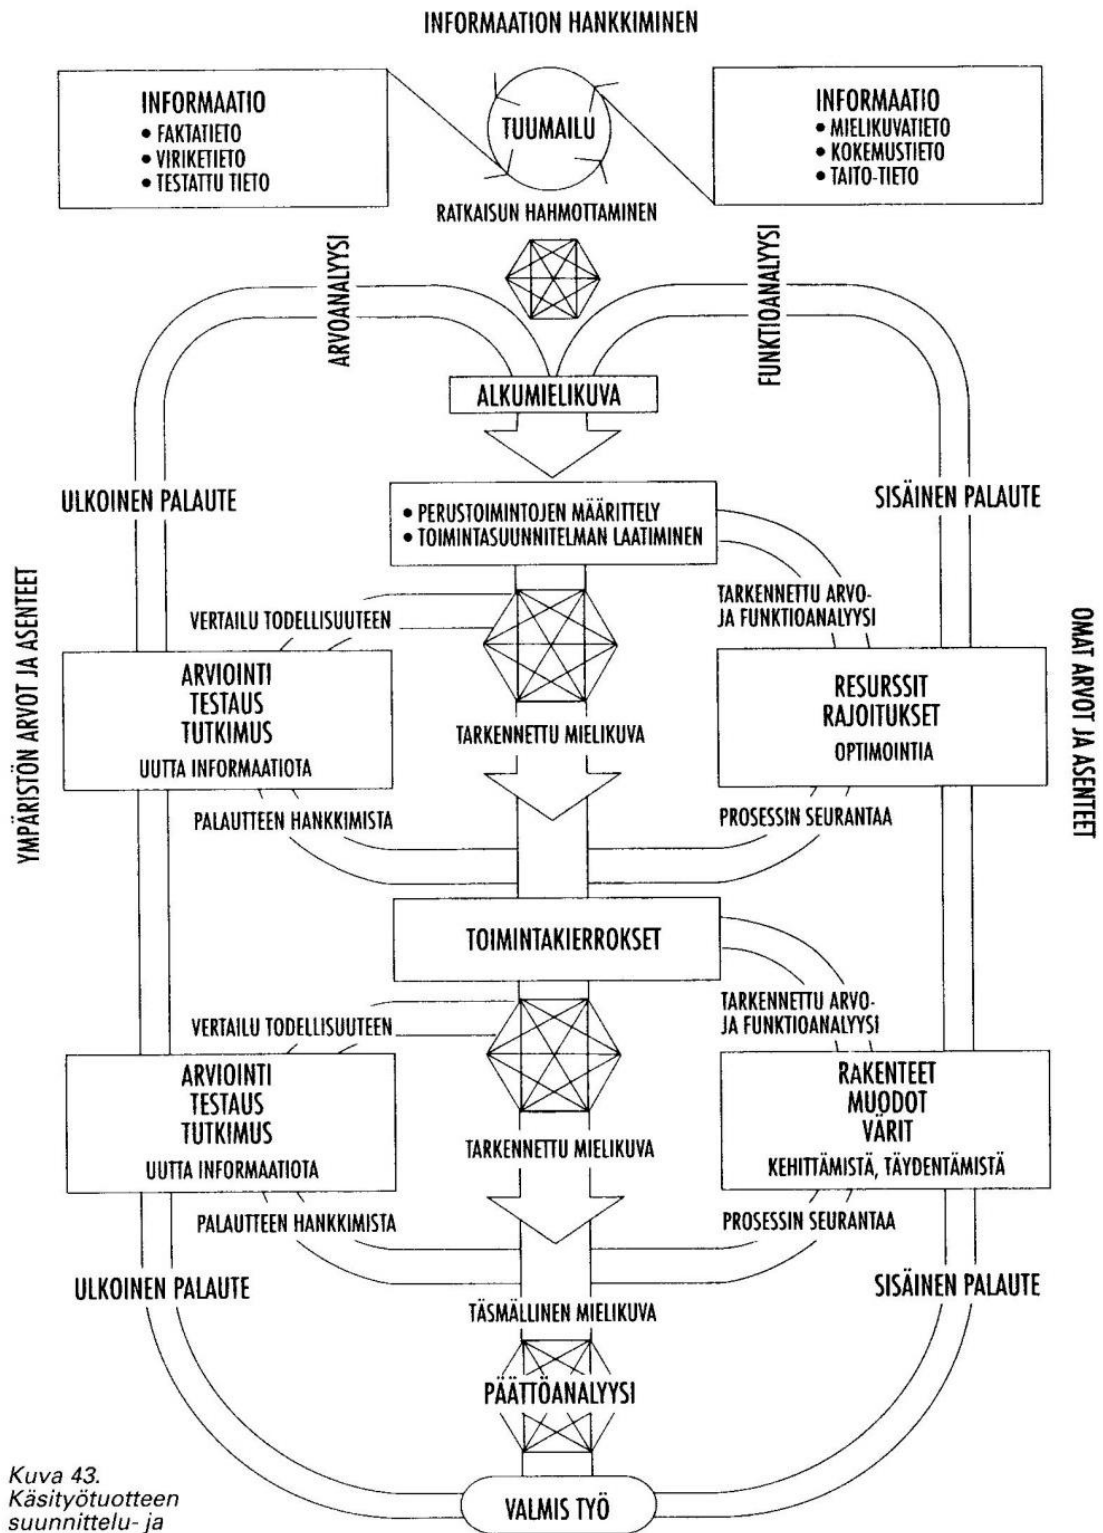 INFORMAATION HANKKIMINEN
INFORMAATIO
• FAKTATIETO
• VIRIKETIETO
• TESTATTU TIETO
TUUMAILU
INFORMAATIO
• MIELIKUVATIETO
• KOKEMUSTIETO
• TAITO-TIETO
RATKAISUN HAHMOTTAMINEN
ARVOANALYYSI
FUNKTIOANALYYSI
ALKUMIELIKUVA
ULKOINEN PALAUTE
SISÄINEN PALAUTE
• PERUSTOIMINTOJEN MÄÄRITTELY
• TOIMINTASUUNNITELMAN LAATIMINEN
YMPÄRISTÖN ARVOT JA ASENTEET
OMAT ARVOT JA ASENTEET
VERTAILU TODELLISUUTEEN
TARKENNETTU ARVO-
JA FUNKTIOANALYYSI
ARVIOINTI
TESTAUS
TUTKIMUS
UUTTA INFORMAATIOTA
TARKENNETTU MIELIKUVA
RESURSSIT
RAJOITUKSET
OPTIMOINTIA
PALAUTTEEN HANKKIMISTA
PROSESSIN SEURANTAA
TOIMINTAKIERROKSET
VERTAILU TODELLISUUTEEN
TARKENNETTU ARVO-
JA FUNKTIOANALYYSI
ARVIOINTI
TESTAUS
TUTKIMUS
UUTTA INFORMAATIOTA
TARKENNETTU MIELIKUVA
RAKENTEET
MUODOT
VÄRIT
KEHITTÄMISTÄ, TÄYDENTÄMISTÄ
PALAUTTEEN HANKKIMISTA
PROSESSIN SEURANTAA
ULKOINEN PALAUTE
SISÄINEN PALAUTE
TÄSMÄLLINEN MIELIKUVA
PÄÄTTÖANALYYSI
VALMIS TYÖ
Kuva 43.
Käsityötuotteen
suunnittelu- ja